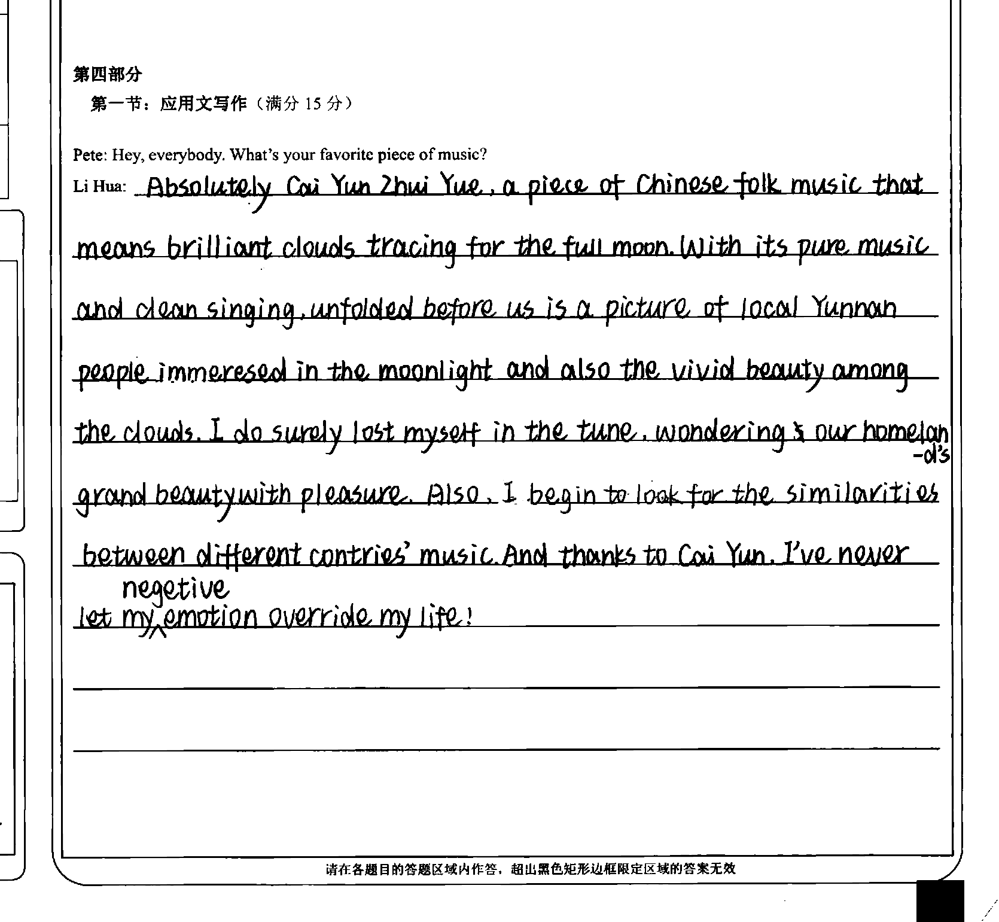 第四部分
第一节：应用文写作（满分 15 分）
Pete: Hey, everybody. What's your favorite piece of music?
Li Hua: Absolutely Cai Yun Zhui Yue, a piece of Chinese folk music that
means brilliant clouds tracing for the full moon. With its pure music
and clean singing, unfolded before us is a picture of local Yunnan
people immeresed in the moonlight and also the vivid beauty among
the clouds. I do surely lost myself in the tune, wondering our homelan
-d's
grand beauty with pleasure. Also, I begin to look for the similarities
between different contries' music. And thanks to Cai Yun, I've never
negetive
let my emotion override my life!
请在各题目的答题区域内作答，超出黑色矩形边框限定区域的答案无效